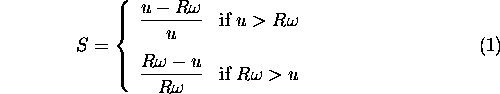 S = { (u − Rω)/u if u > Rω
(Rω − u)/Rω if Rω > u (1)